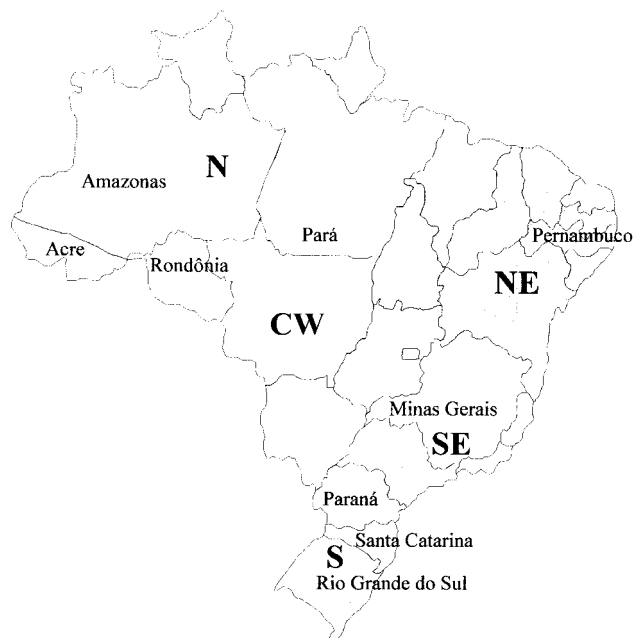 N
Amazonas
Pará
Pernambuco
Acre
Rondônia
NE
CW
Minas Gerais
SE
Paraná
Santa Catarina
S
Rio Grande do Sul